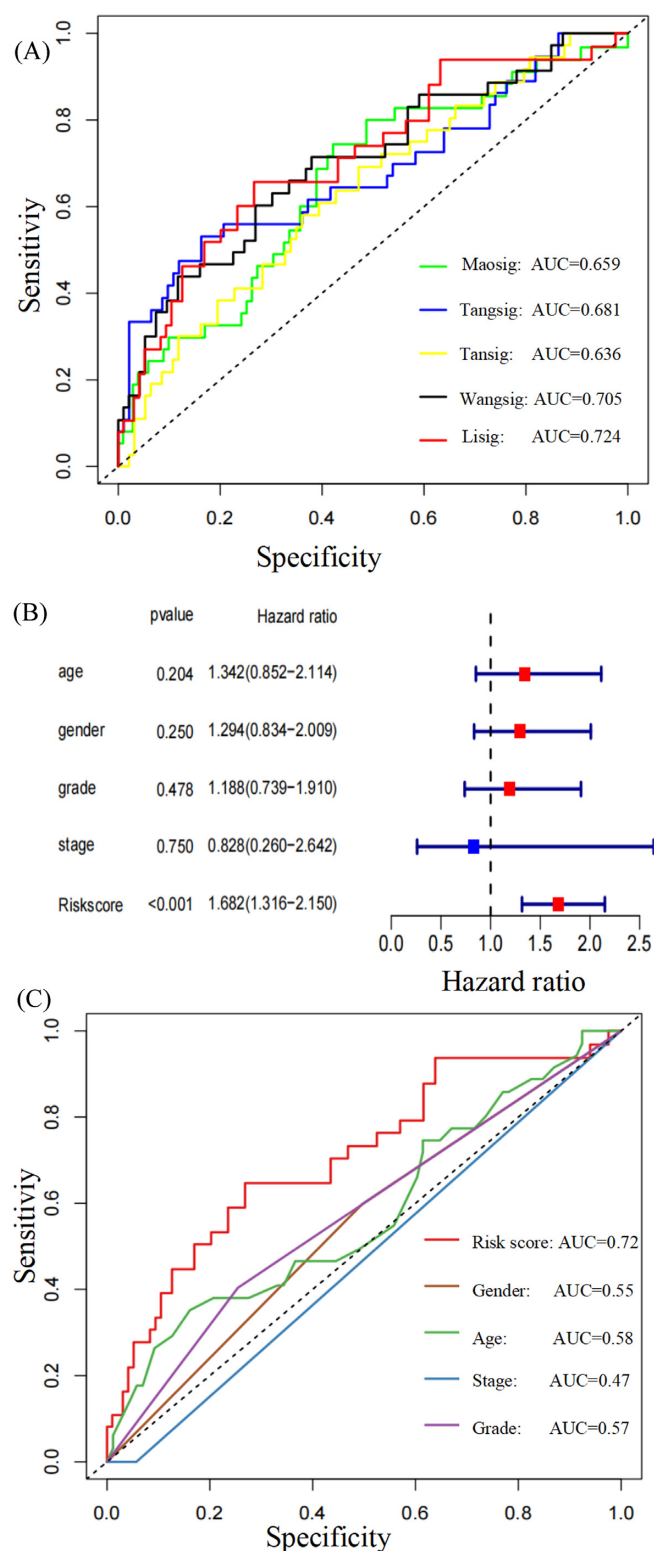 (A)
Sensitiviy
1.0
0.8
0.6
0.4
0.2
0.0
Maosig: AUC=0.659
Tangsig: AUC=0.681
Tansig: AUC=0.636
Wangsig: AUC=0.705
Lisig: AUC=0.724
0.0 0.2 0.4 0.6 0.8 1.0
Specificity
(B)
pvalue Hazard ratio
age 0.204 1.342(0.852−2.114)
gender 0.250 1.294(0.834−2.009)
grade 0.478 1.188(0.739−1.910)
stage 0.750 0.828(0.260−2.642)
Riskscore <0.001 1.682(1.316−2.150)
0.0 0.5 1.0 1.5 2.0 2.5
Hazard ratio
(C)
Sensitiviy
1.0
0.8
0.6
0.4
0.2
0.0
Risk score: AUC=0.72
Gender: AUC=0.55
Age: AUC=0.58
Stage: AUC=0.47
Grade: AUC=0.57
0.0 0.2 0.4 0.6 0.8 1.0
Specificity